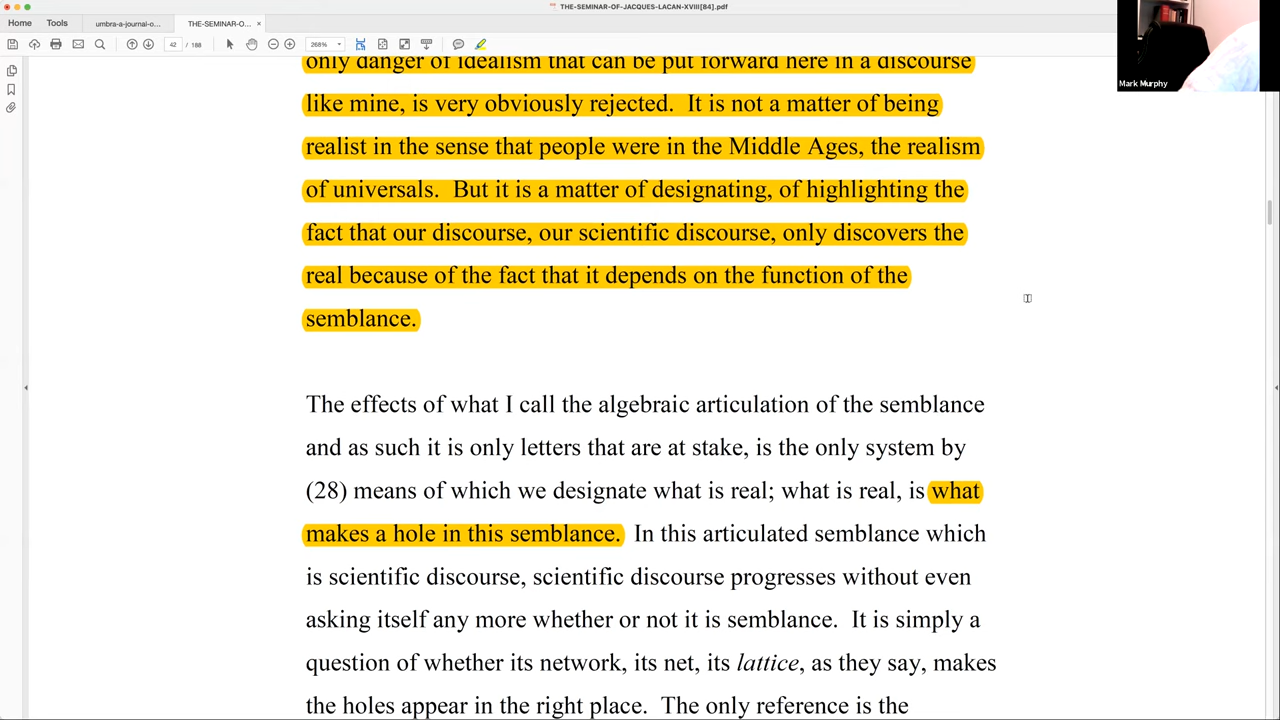 THE-SEMINAR-OF-JACQUES-LACAN-XVIII[84].pdf
Home Tools umbra-a-journal-o... THE-SEMINAR-O... ×
42 / 188 268%
only danger of idealism that can be put forward here in a discourse
like mine, is very obviously rejected. It is not a matter of being
realist in the sense that people were in the Middle Ages, the realism
of universals. But it is a matter of designating, of highlighting the
fact that our discourse, our scientific discourse, only discovers the
real because of the fact that it depends on the function of the
semblance.
The effects of what I call the algebraic articulation of the semblance
and as such it is only letters that are at stake, is the only system by
(28) means of which we designate what is real; what is real, is what
makes a hole in this semblance. In this articulated semblance which
is scientific discourse, scientific discourse progresses without even
asking itself any more whether or not it is semblance. It is simply a
question of whether its network, its net, its lattice, as they say, makes
the holes appear in the right place. The only reference is the
Mark Murphy